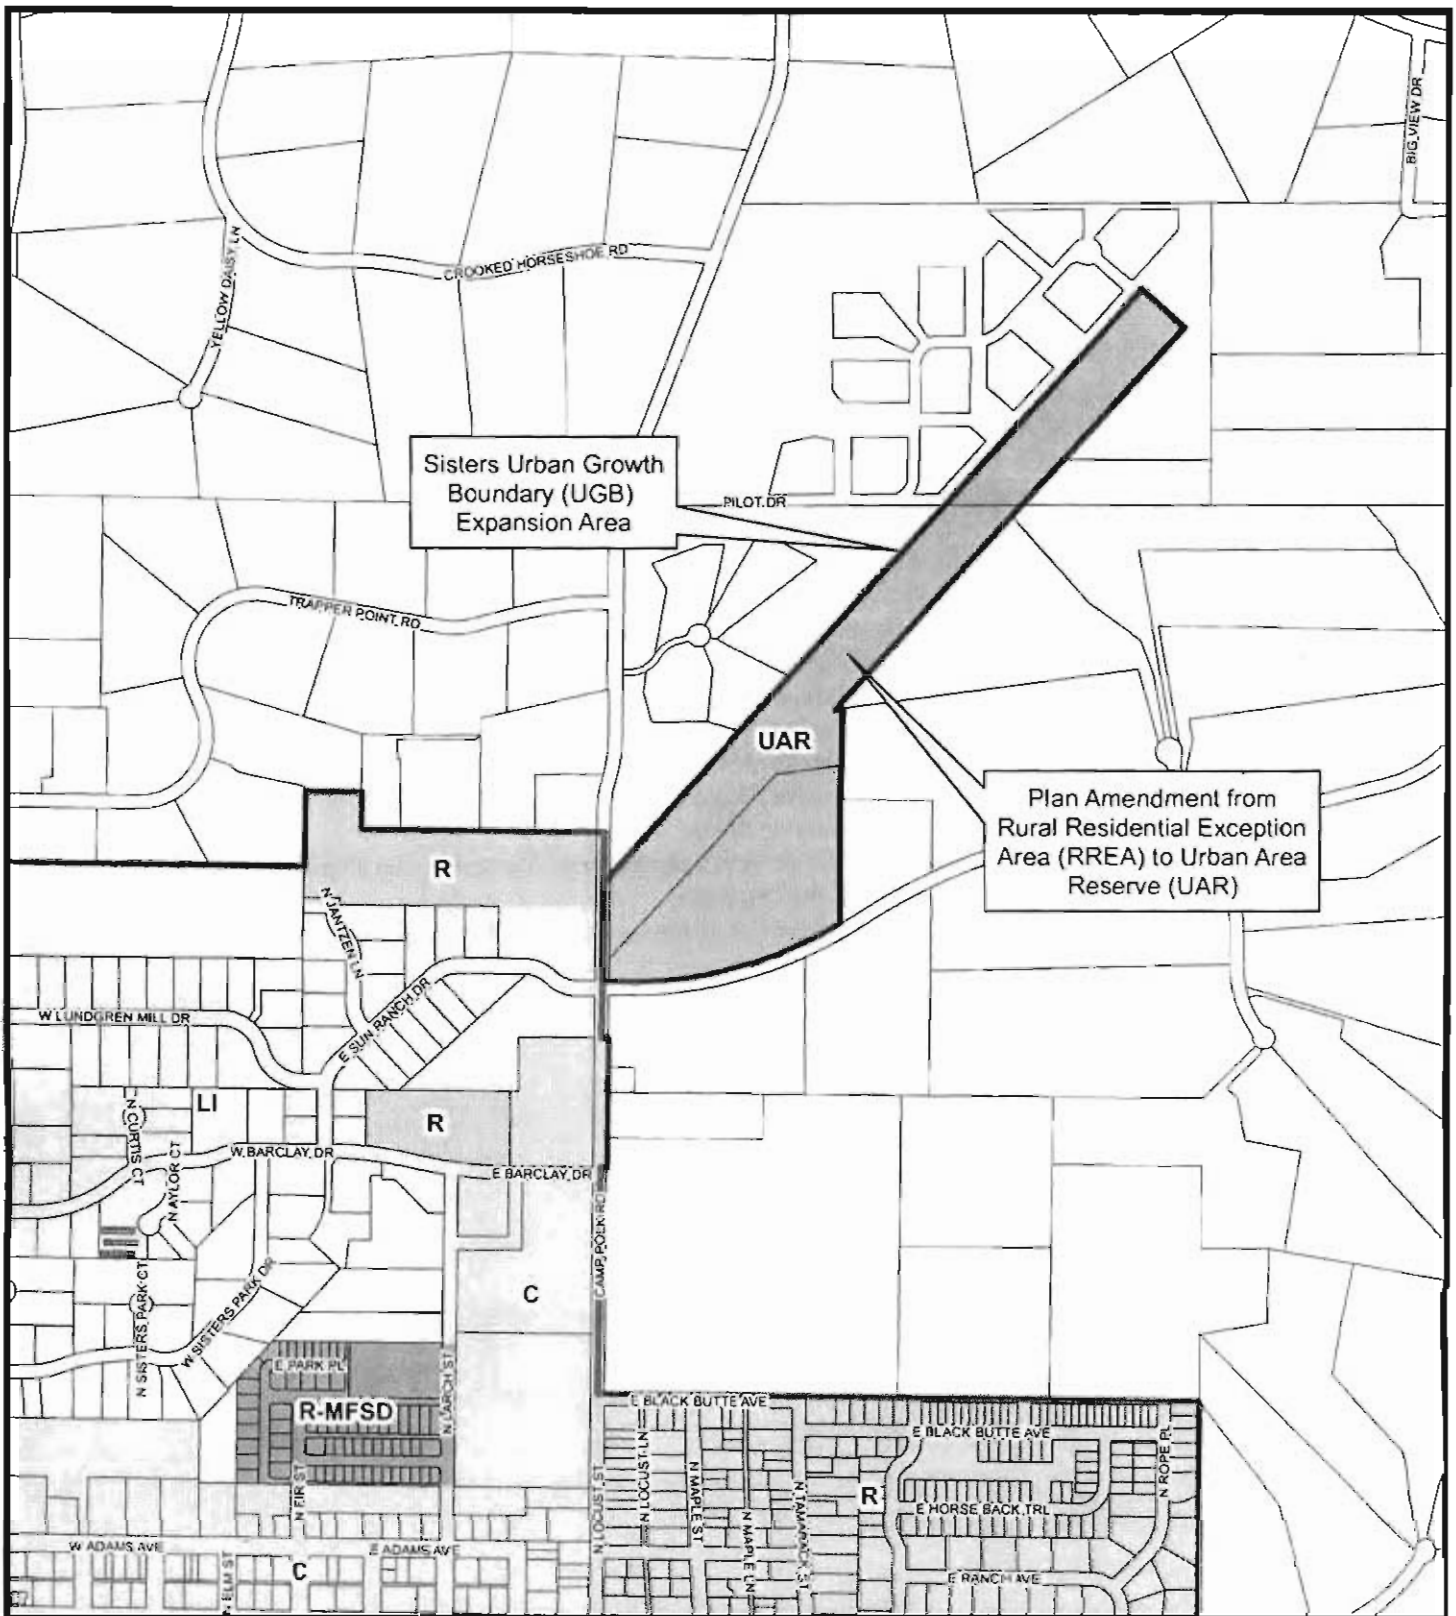 BIG VIEW DR
YELLOW DAISY LN
CROOKED HORSESHOE RD
Sisters Urban Growth
Boundary (UGB)
Expansion Area
PILOT DR
TRAPPER POINT RD
UAR
Plan Amendment from
Rural Residential Exception
Area (RREA) to Urban Area
Reserve (UAR)
R
N JANTZEN LN
W LUNDGREN MILL DR
E SUN RANCH DR
LI
R
N CURTIS CT
N AYLOR CT
W BARCLAY DR
E BARCLAY DR
CAMP POLK RD
C
N SISTERS PARK CT
W SISTERS PARK DR
E PARK PL
R-MFSD
N LARCH ST
E BLACK BUTTE AVE
E BLACK BUTTE AVE
N FIR ST
N LOCUST ST
N LOCUST LN
N MAPLE ST
N MAPLE LN
N TAMARACK ST
R
E HORSE BACK TRL
N ROPE PL
W ADAMS AVE
E ADAMS AVE
N ELM ST
C
E RANCH AVE